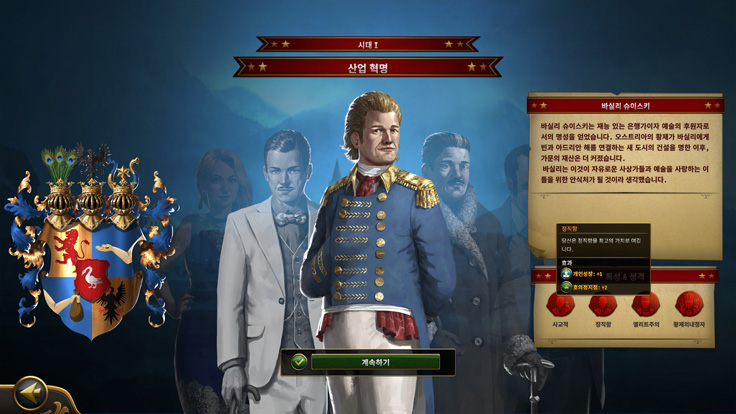 시대 I
산업 혁명
바실리 슈이스키
바실리 슈이스키는 재능 있는 은행가이자 예술의 후원자로
서의 명성을 얻었습니다. 오스트리아의 황제가 바실리에게
빈과 아드리안 해를 연결하는 새 도시의 건설을 명한 이후,
가문의 재산은 더 커졌습니다.
바실리는 이것이 자유로운 사상가들과 예술을 사랑하는 이
들을 위한 안식처가 될 것이라 생각했습니다.
정직함
당신은 정직함을 최고의 가치로 여깁
니다.
효과
개인성향: +1
호의정직성: +2
특성 & 성격
사교적
정직함
엘리트주의
황제의내정자
계속하기